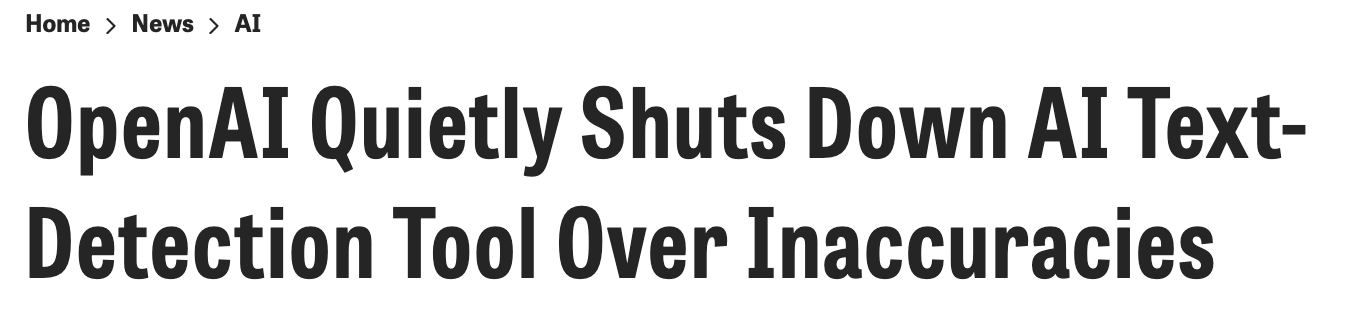 Home > News > AI
OpenAI Quietly Shuts Down AI Text-
Detection Tool Over Inaccuracies